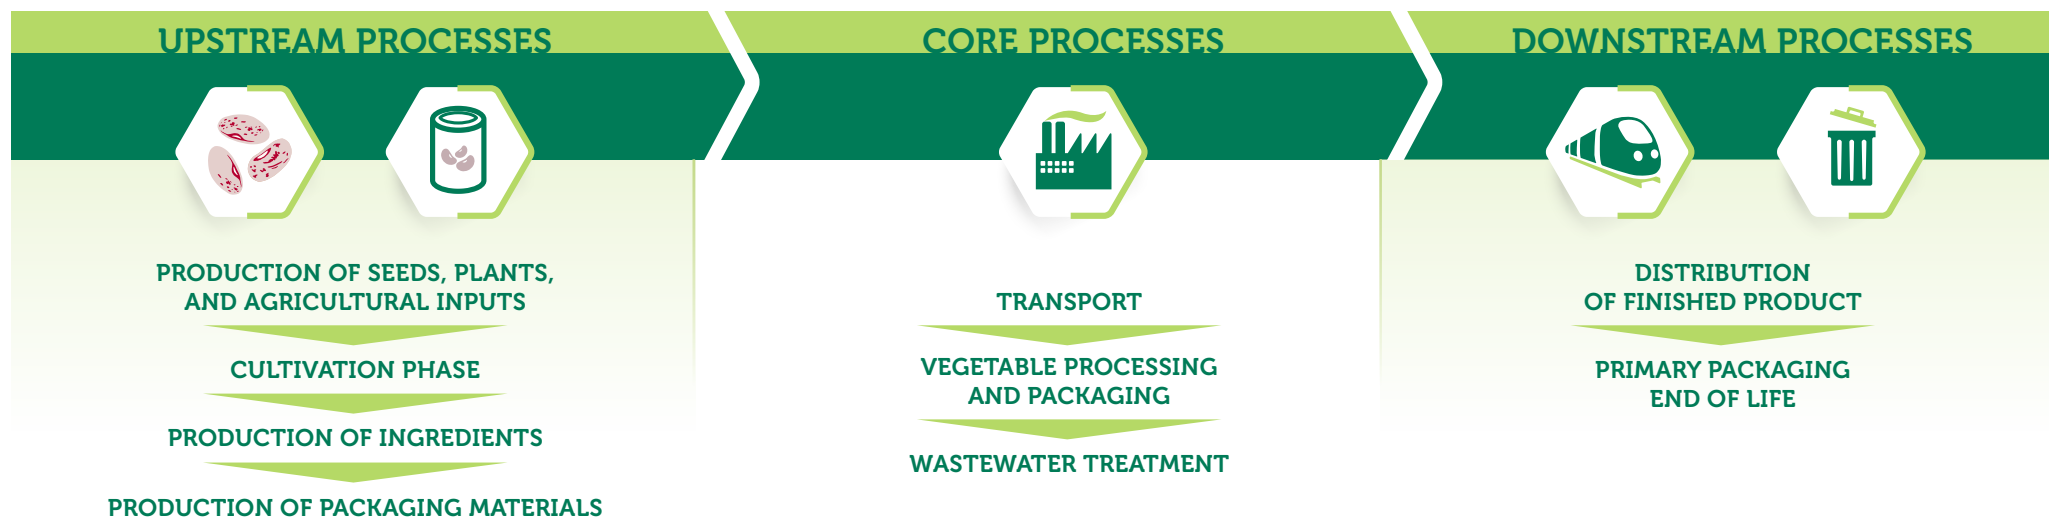 UPSTREAM PROCESSES
CORE PROCESSES
DOWNSTREAM PROCESSES
PRODUCTION OF SEEDS, PLANTS,
AND AGRICULTURAL INPUTS
CULTIVATION PHASE
PRODUCTION OF INGREDIENTS
PRODUCTION OF PACKAGING MATERIALS
TRANSPORT
VEGETABLE PROCESSING
AND PACKAGING
WASTEWATER TREATMENT
DISTRIBUTION
OF FINISHED PRODUCT
PRIMARY PACKAGING
END OF LIFE